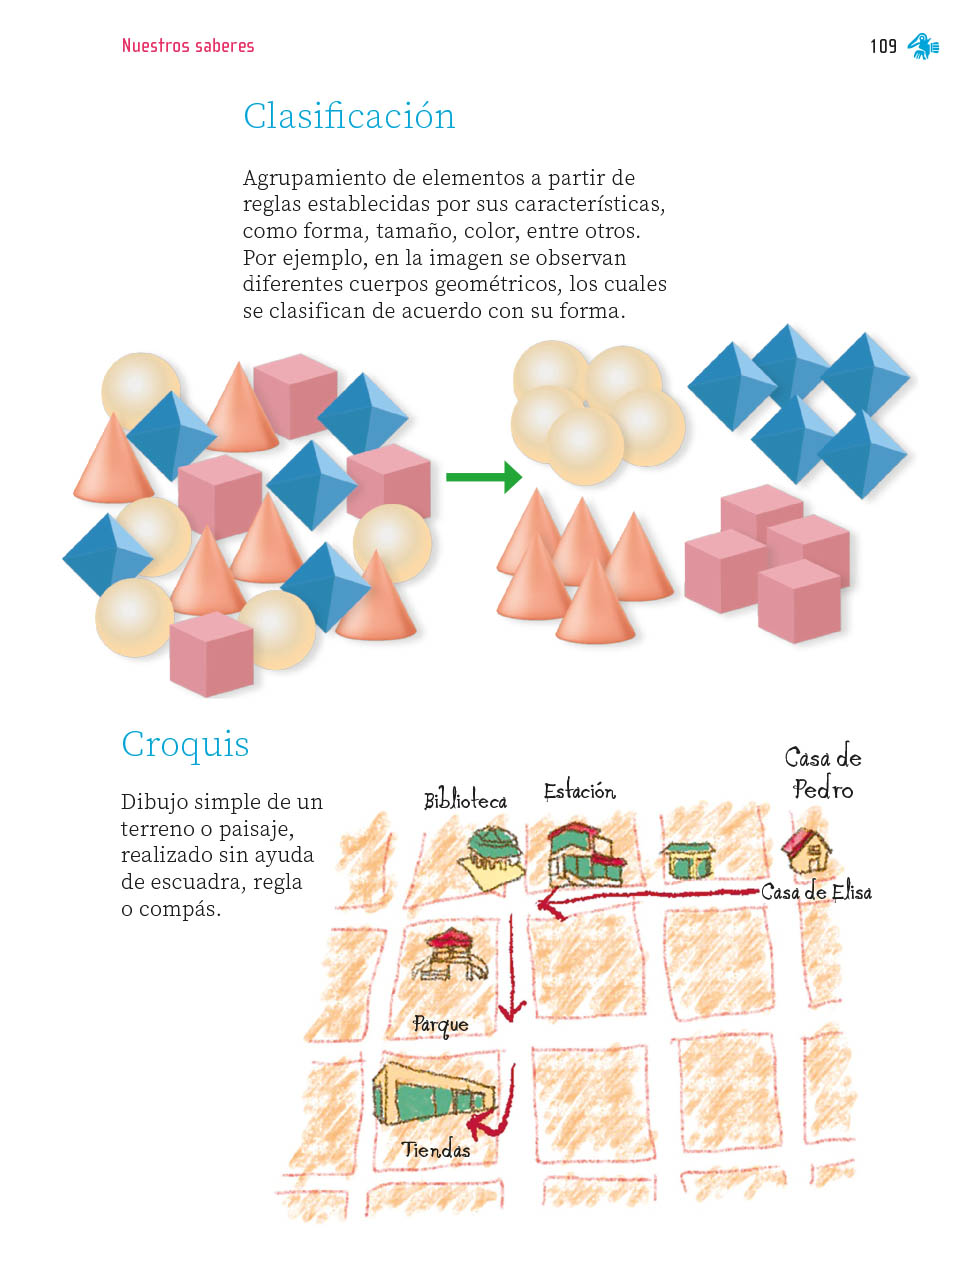 Nuestros saberes
109
Clasificación
Agrupamiento de elementos a partir de
reglas establecidas por sus características,
como forma, tamaño, color, entre otros.
Por ejemplo, en la imagen se observan
diferentes cuerpos geométricos, los cuales
se clasifican de acuerdo con su forma.
Croquis
Dibujo simple de un
terreno o paisaje,
realizado sin ayuda
de escuadra, regla
o compás.
Biblioteca
Estación
Casa de
Pedro
Casa de Elisa
Parque
Tiendas